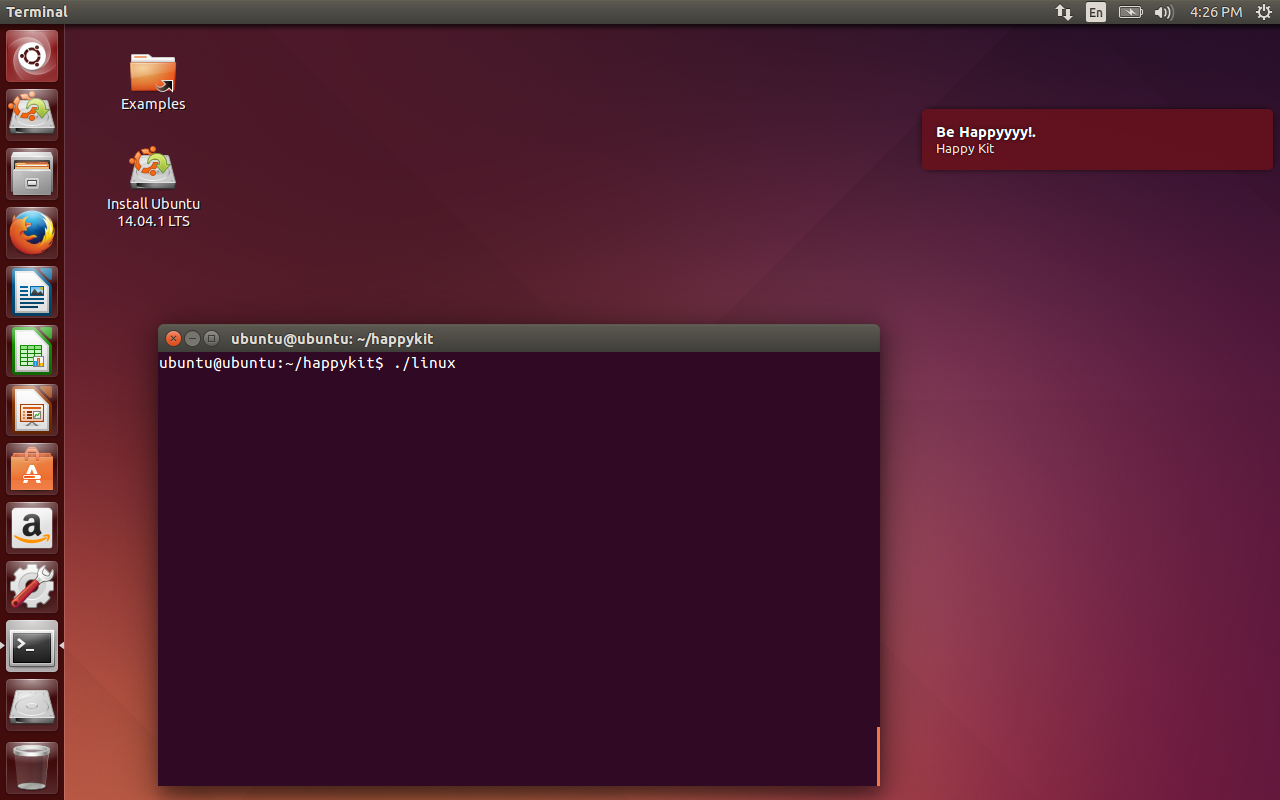 Terminal
En
4:26 PM
Examples
Install Ubuntu
14.04.1 LTS
Be Happyyyy!.
Happy Kit
ubuntu@ubuntu: ~/happykit
ubuntu@ubuntu:~/happykit$ ./linux